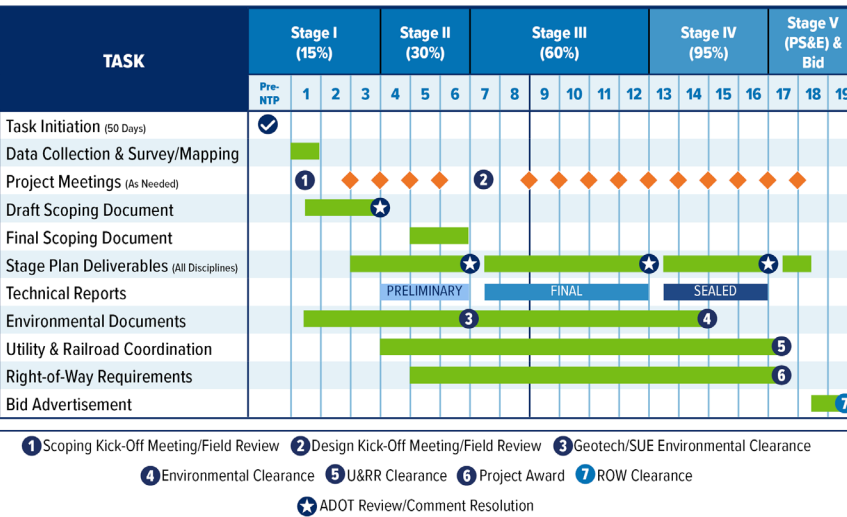 TASK
Stage I
(15%)
Stage II
(30%)
Stage III
(60%)
Stage IV
(95%)
Stage V
(PS&E) &
Bid
Pre-
NTP
1 2 3 4 5 6 7 8 9 10 11 12 13 14 15 16 17 18 19
Task Initiation (50 Days)
Data Collection & Survey/Mapping
Project Meetings (As Needed) 1 2
Draft Scoping Document
Final Scoping Document
Stage Plan Deliverables (All Disciplines)
Technical Reports PRELIMINARY FINAL SEALED
Environmental Documents 3 4
Utility & Railroad Coordination 5
Right-of-Way Requirements 6
Bid Advertisement 7
1 Scoping Kick-Off Meeting/Field Review 2 Design Kick-Off Meeting/Field Review 3 Geotech/SUE Environmental Clearance
4 Environmental Clearance 5 U&RR Clearance 6 Project Award 7 ROW Clearance
ADOT Review/Comment Resolution